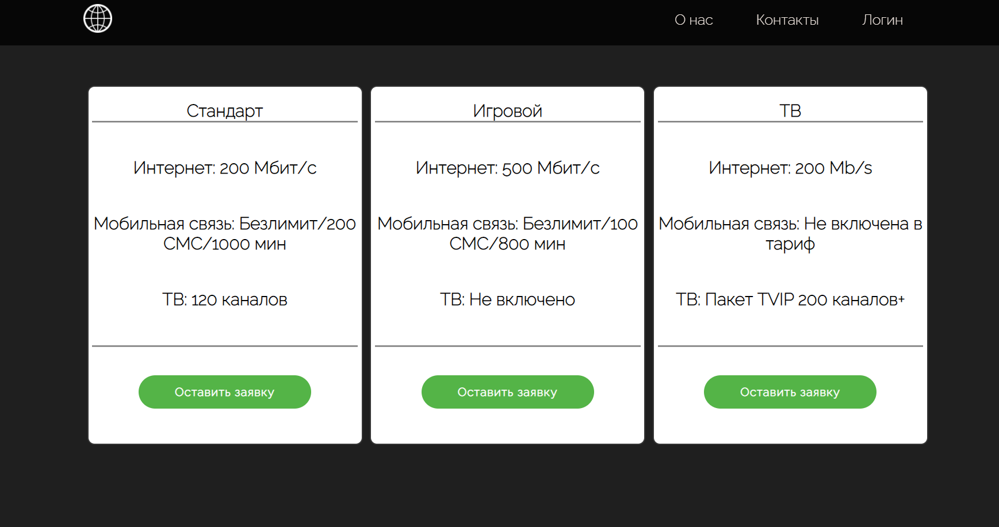 О нас
Контакты
Логин
Стандарт
Интернет: 200 Мбит/с
Мобильная связь: Безлимит/200
СМС/1000 мин
ТВ: 120 каналов
Оставить заявку
Игровой
Интернет: 500 Мбит/с
Мобильная связь: Безлимит/100
СМС/800 мин
ТВ: Не включено
Оставить заявку
ТВ
Интернет: 200 Mb/s
Мобильная связь: Не включена в
тариф
ТВ: Пакет TVIP 200 каналов+
Оставить заявку